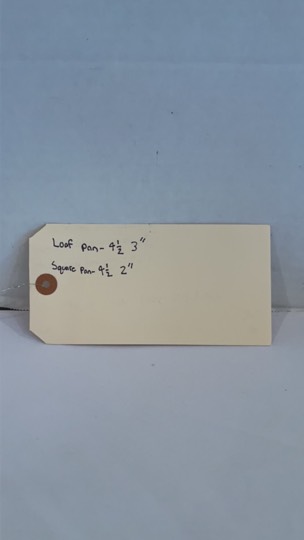 Loaf pan- 4½ 3"
Square Pan- 4½ 2"